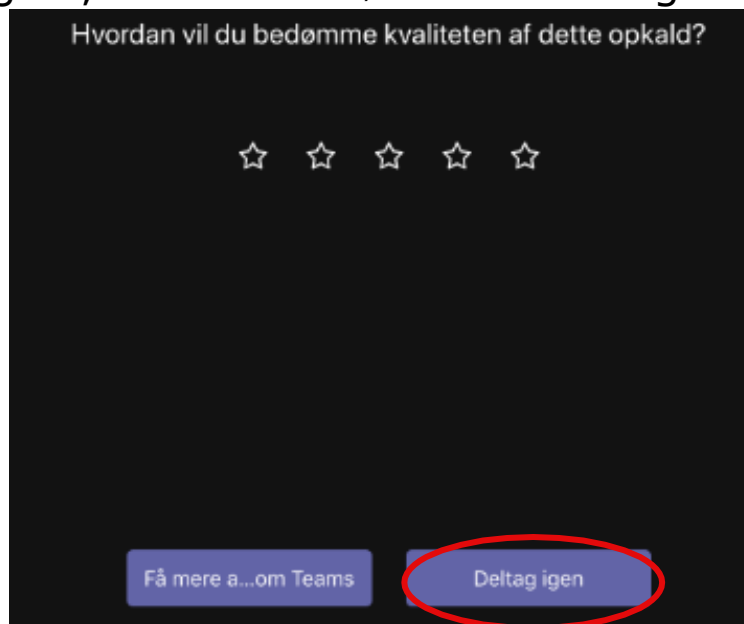 Hvordan vil du bedømme kvaliteten af dette opkald?
Få mere a...om Teams
Deltag igen